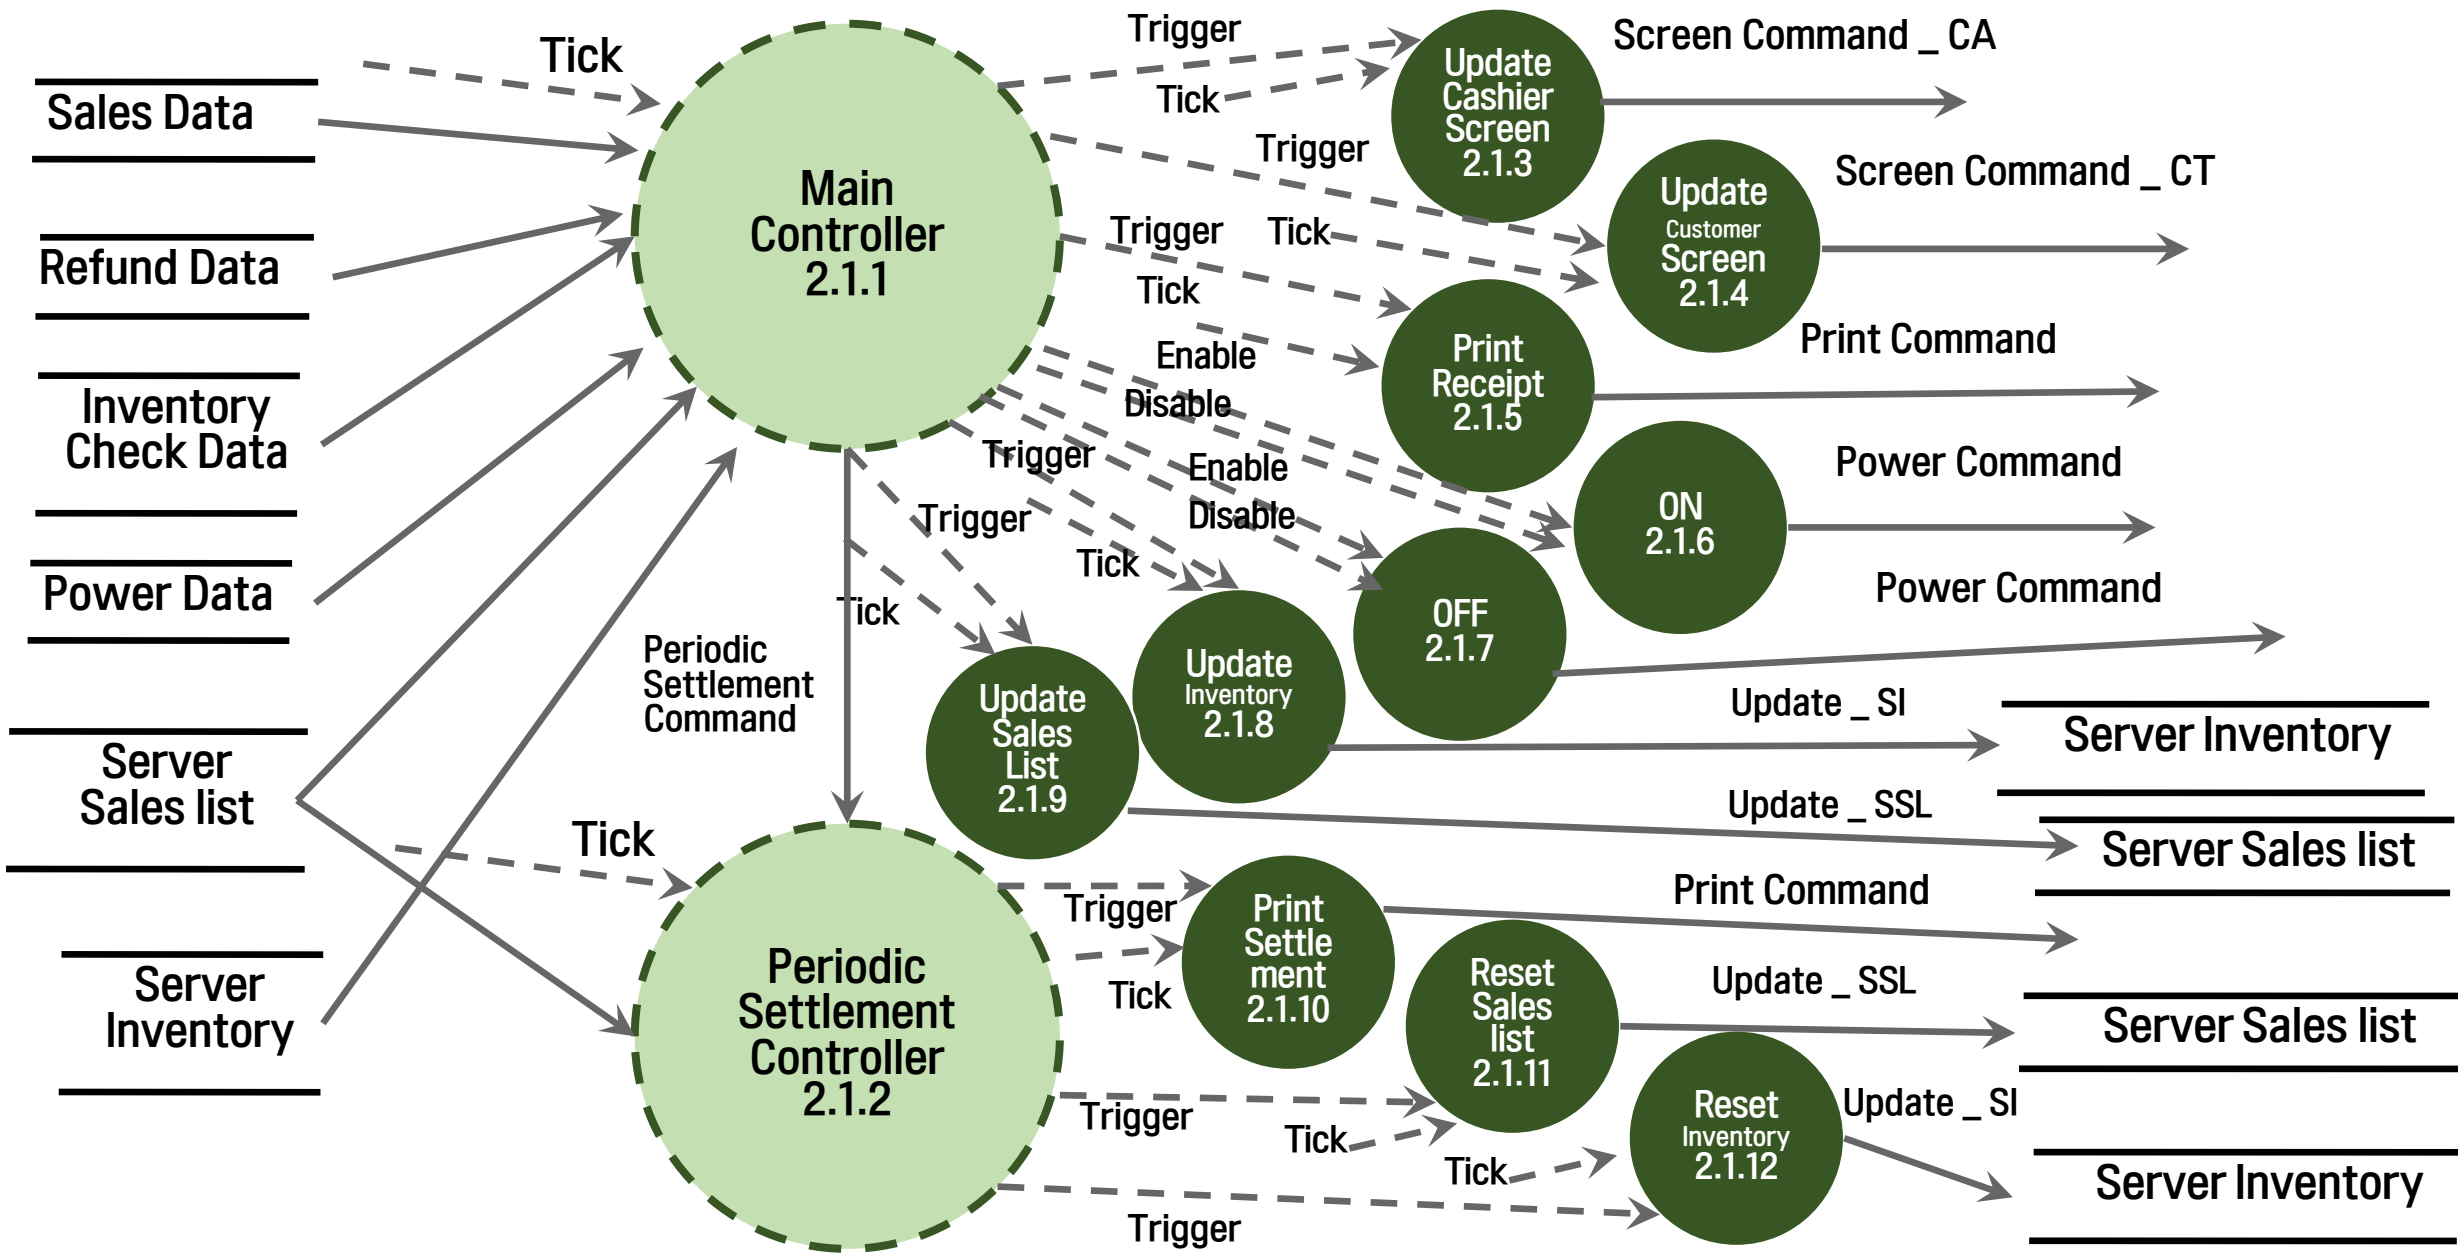 Tick
Sales Data
Refund Data
Inventory
Check Data
Power Data
Server
Sales list
Server
Inventory
Main
Controller
2.1.1
Periodic
Settlement
Command
Tick
Periodic
Settlement
Controller
2.1.2
Trigger
Tick
Trigger
Trigger
Tick
Tick
Enable
Disable
Trigger
Enable
Disable
Trigger
Tick
Tick
Trigger
Tick
Trigger
Tick
Tick
Trigger
Update
Cashier
Screen
2.1.3
Update
Customer
Screen
2.1.4
Print
Receipt
2.1.5
ON
2.1.6
OFF
2.1.7
Update
Inventory
2.1.8
Update
Sales
List
2.1.9
Print
Settle
ment
2.1.10
Reset
Sales
list
2.1.11
Reset
Inventory
2.1.12
Screen Command _ CA
Screen Command _ CT
Print Command
Power Command
Power Command
Update _ SI
Server Inventory
Update _ SSL
Server Sales list
Print Command
Update _ SSL
Server Sales list
Update _ SI
Server Inventory